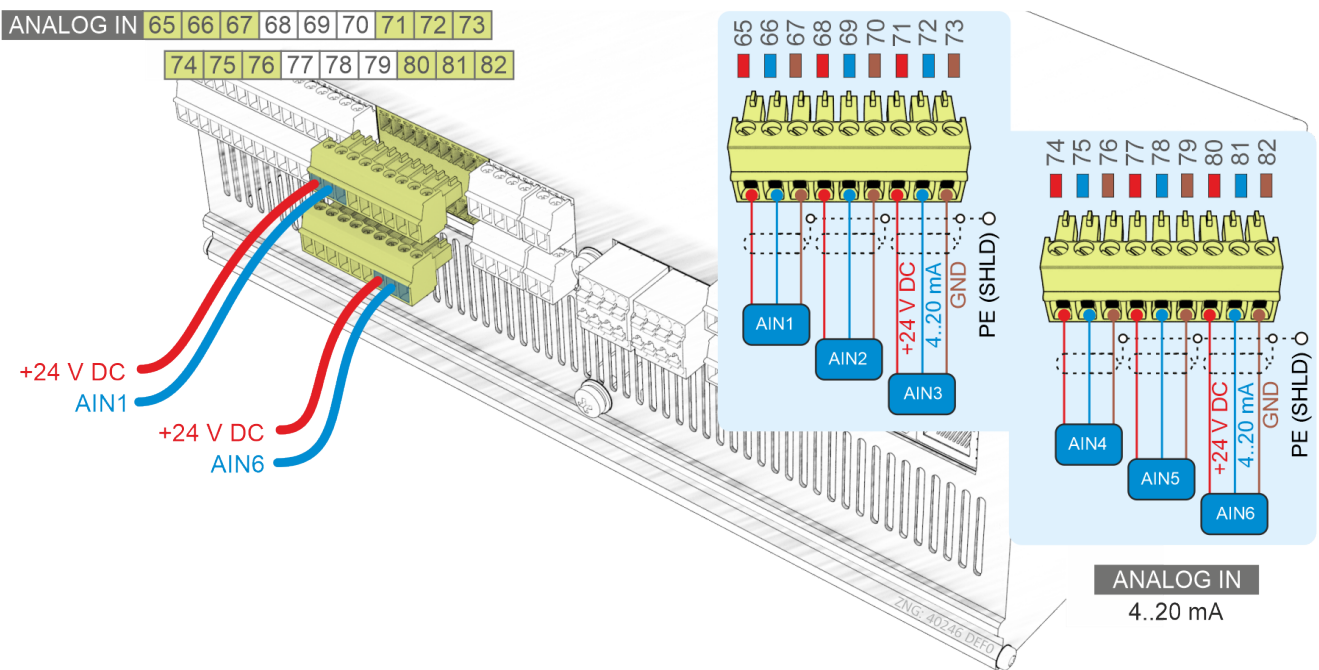 ANALOG IN 65 66 67 68 69 70 71 72 73
74 75 76 77 78 79 80 81 82
+24 V DC
AIN1
+24 V DC
AIN6
65 66 67 68 69 70 71 72 73
AIN1
AIN2
AIN3
+24 V DC
4..20 mA
GND
PE (SHLD)
74 75 76 77 78 79 80 81 82
AIN4
AIN5
AIN6
+24 V DC
4..20 mA
GND
PE (SHLD)
ANALOG IN
4..20 mA
ZNG: 40246 DEF0